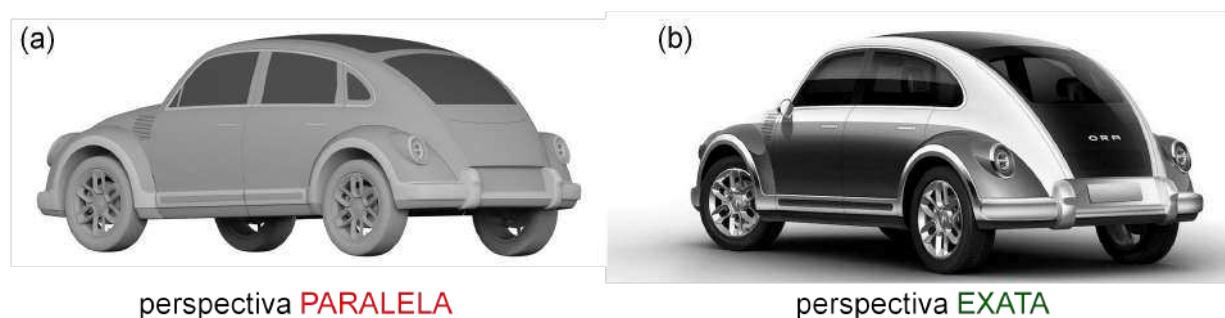 (a)
(b)
ORA
perspectiva PARALELA
perspectiva EXATA